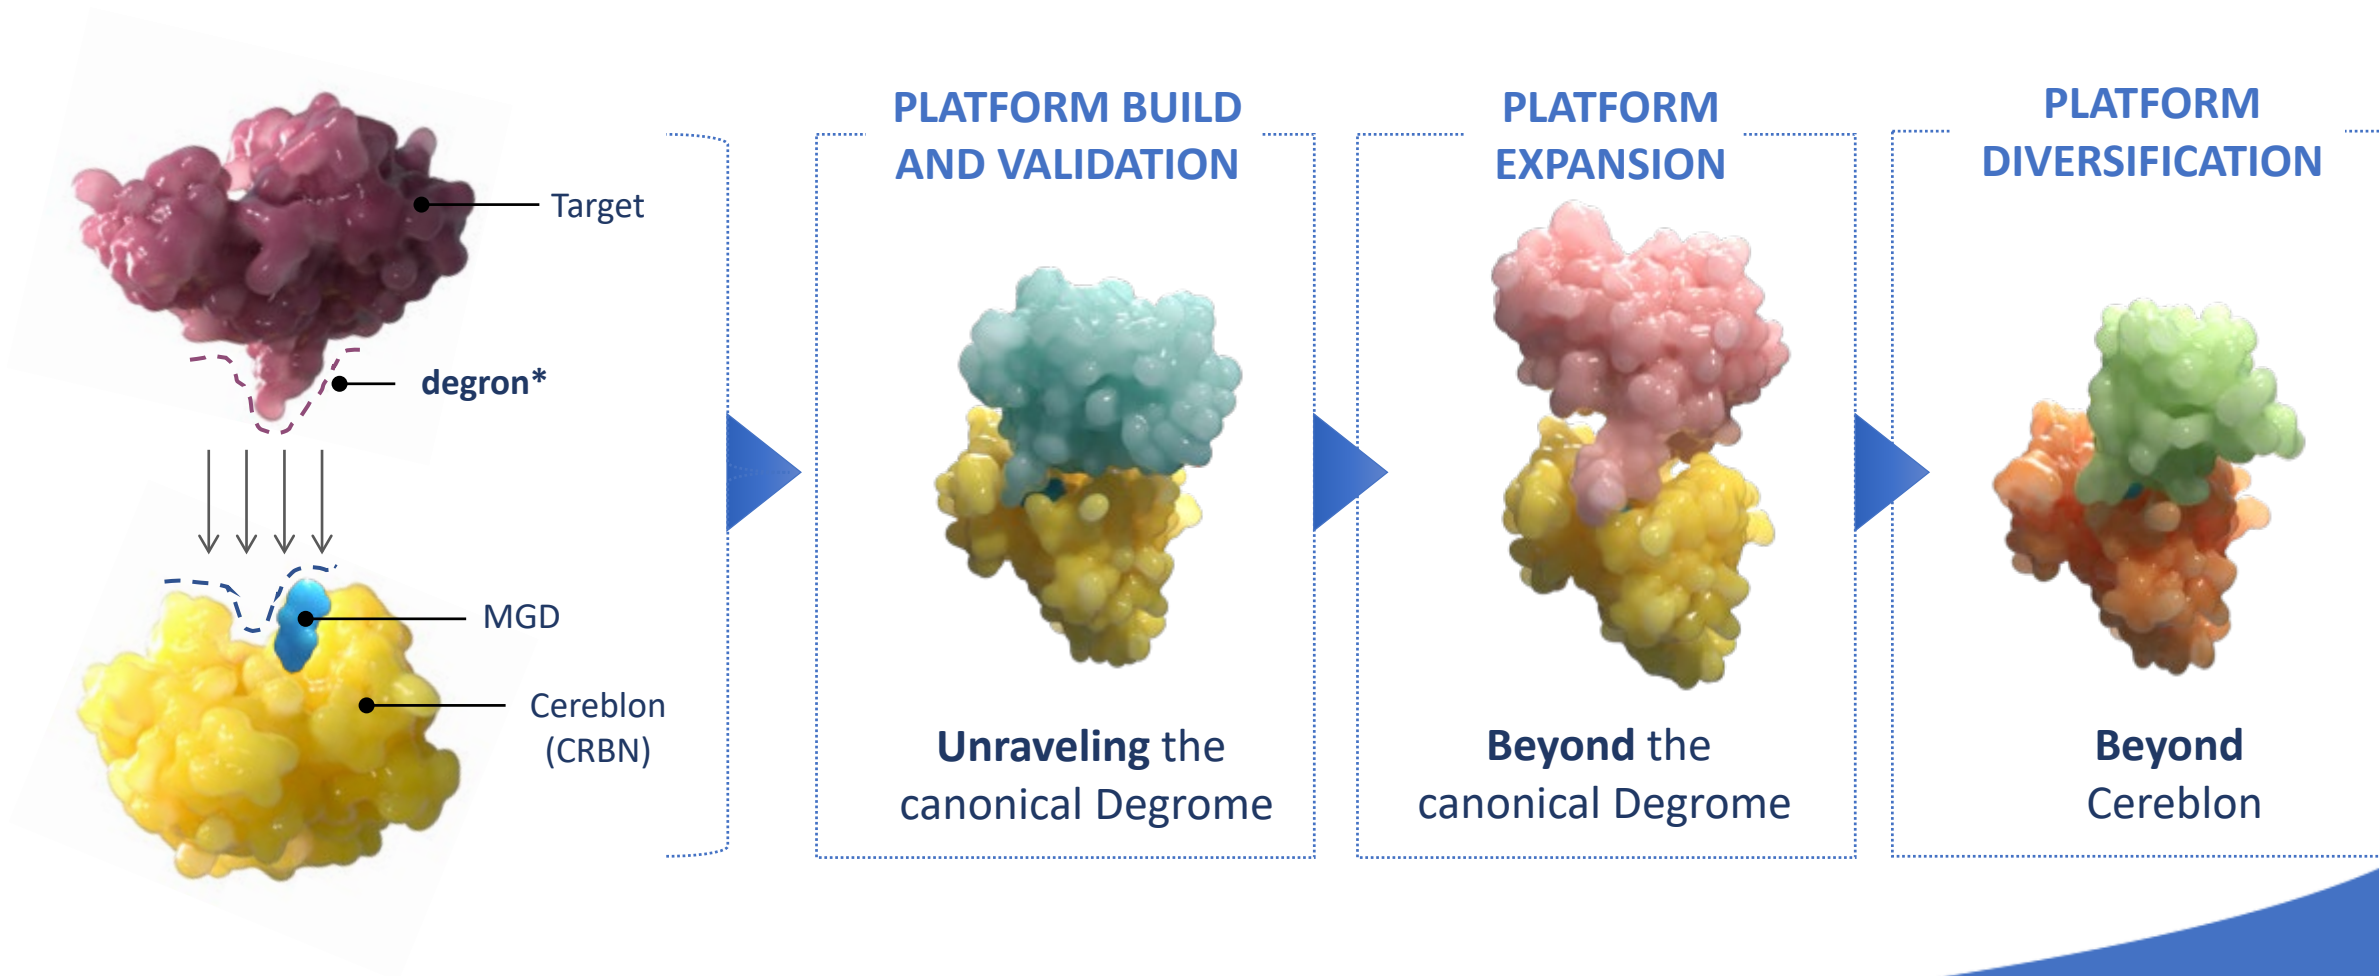 Target
degron*
MGD
Cereblon
(CRBN)
PLATFORM BUILD
AND VALIDATION
Unraveling the
canonical Degrome
PLATFORM
EXPANSION
Beyond the
canonical Degrome
PLATFORM
DIVERSIFICATION
Beyond
Cereblon